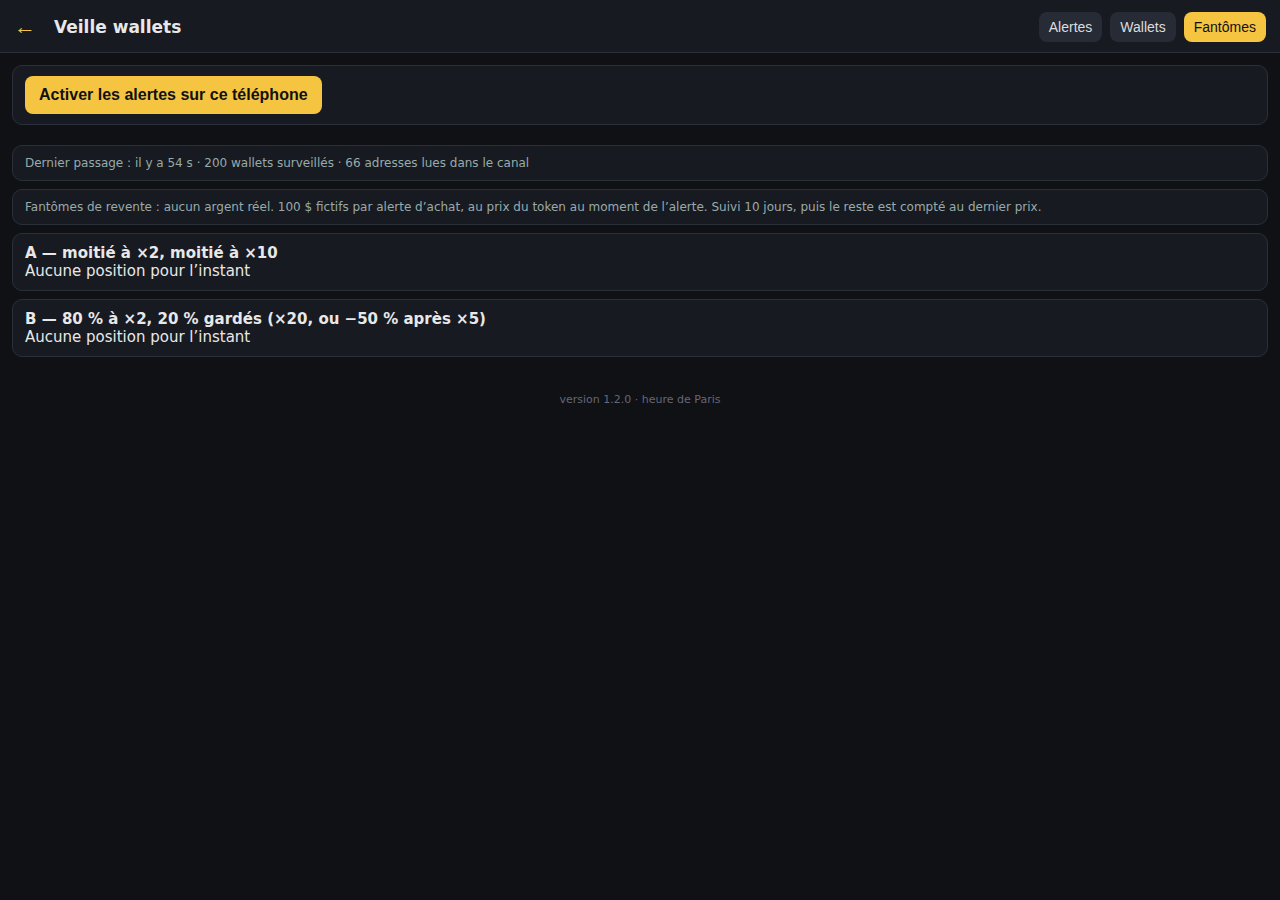 ← Veille wallets Alertes Wallets Fantômes
Activer les alertes sur ce téléphone
Dernier passage : il y a 54 s · 200 wallets surveillés · 66 adresses lues dans le canal
Fantômes de revente : aucun argent réel. 100 $ fictifs par alerte d’achat, au prix du token au moment de l’alerte. Suivi 10 jours, puis le reste est compté au dernier prix.
A — moitié à ×2, moitié à ×10
Aucune position pour l’instant
B — 80 % à ×2, 20 % gardés (×20, ou −50 % après ×5)
Aucune position pour l’instant
version 1.2.0 · heure de Paris